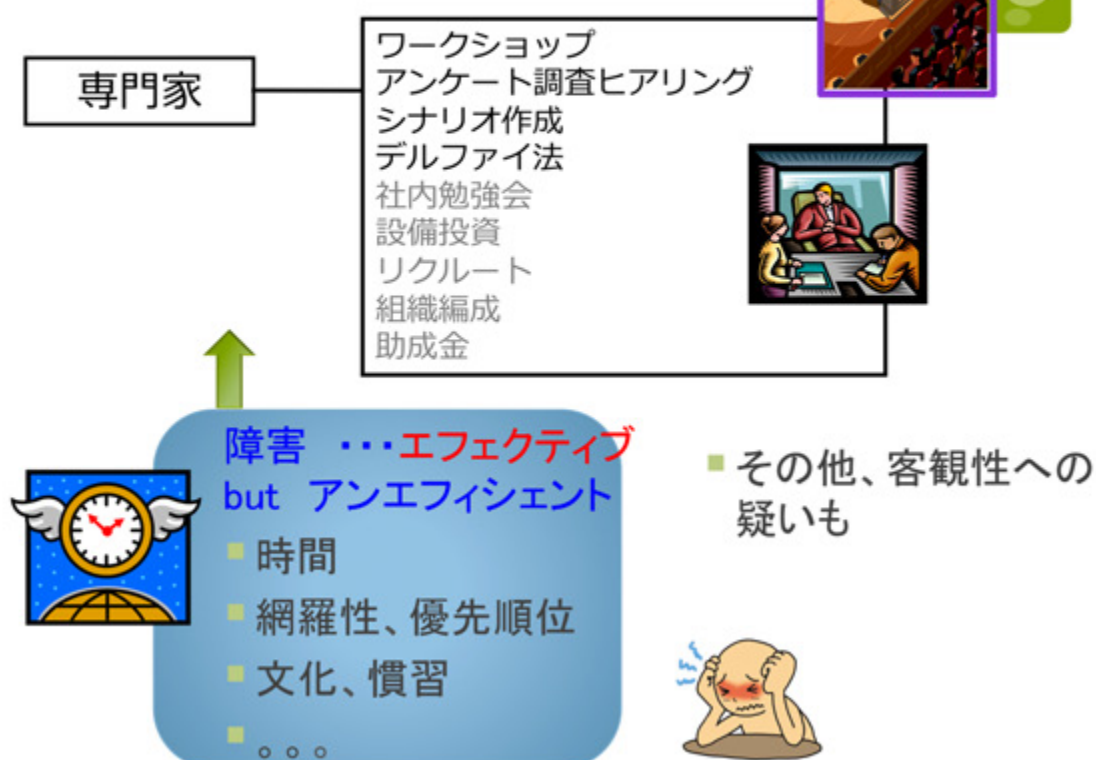 専門家
ワークショップ
アンケート調査ヒアリング
シナリオ作成
デルファイ法
社内勉強会
設備投資
リクルート
組織編成
助成金
障害 ・・・エフェクティブ
but アンエフィシェント
時間
網羅性、優先順位
文化、慣習
。。。
その他、客観性への
疑いも